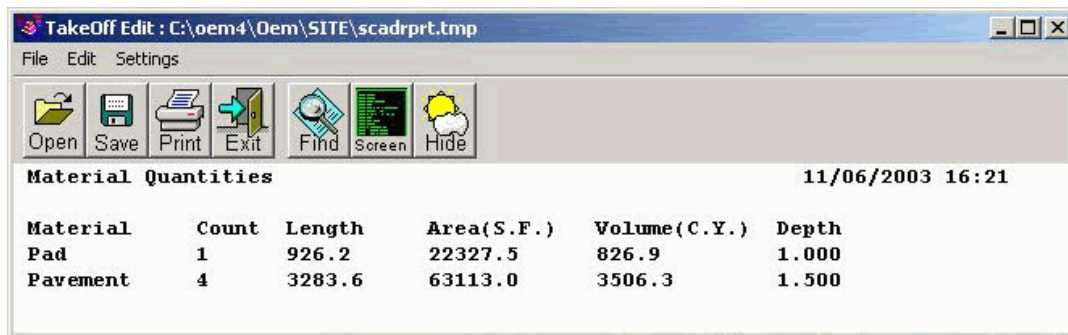 TakeOff Edit : C:\oem4\Oem\SITE\scadrprt.tmp
File Edit Settings
Open Save Print Exit Find Screen Hide
Material Quantities 11/06/2003 16:21
Material Count Length Area(S.F.) Volume(C.Y.) Depth
Pad 1 926.2 22327.5 826.9 1.000
Pavement 4 3283.6 63113.0 3506.3 1.500